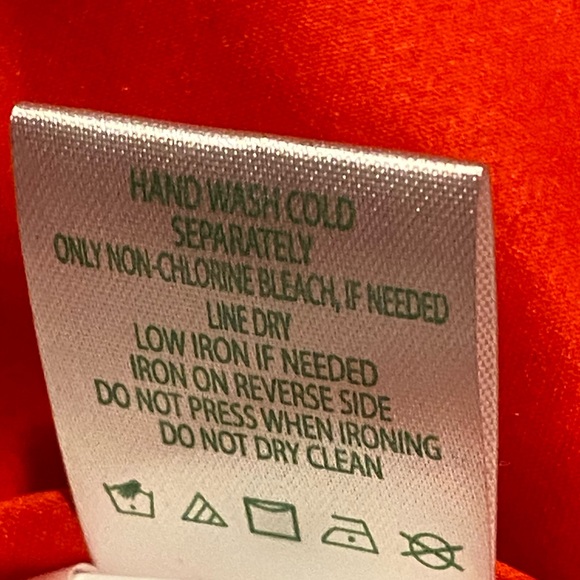 HAND WASH COLD
SEPARATELY
ONLY NON-CHLORINE BLEACH, IF NEEDED
LINE DRY
LOW IRON IF NEEDED
IRON ON REVERSE SIDE
DO NOT PRESS WHEN IRONING
DO NOT DRY CLEAN